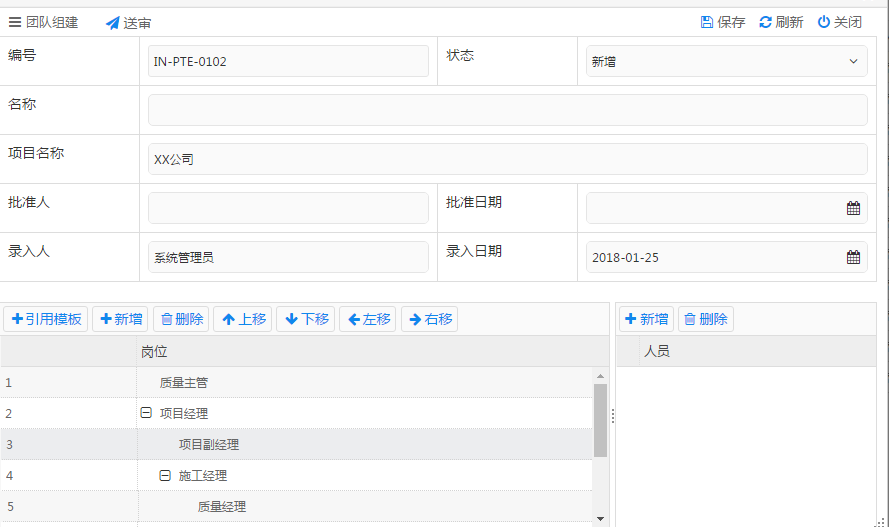 团队组建 送审 保存 刷新 关闭
编号 IN-PTE-0102 状态 新增
名称
项目名称 XX公司
批准人 批准日期
录入人 系统管理员 录入日期 2018-01-25
引用模板 新增 删除 上移 下移 左移 右移 新增 删除
岗位 人员
1 质量主管
2 项目经理
3 项目副经理
4 施工经理
5 质量经理